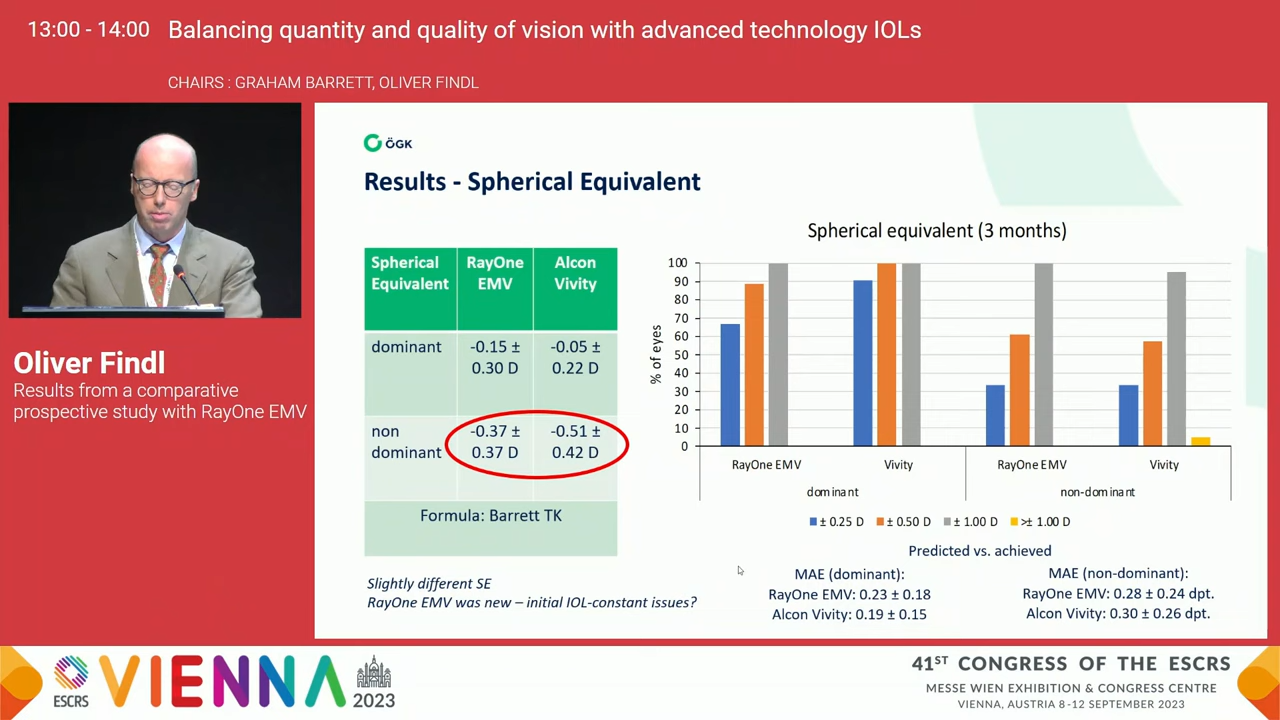 13:00 - 14:00 Balancing quantity and quality of vision with advanced technology IOLs
CHAIRS : GRAHAM BARRETT, OLIVER FINDL
Oliver Findl
Results from a comparative
prospective study with RayOne EMV
ÖGK
Results - Spherical Equivalent
Spherical Equivalent RayOne EMV Alcon Vivity
dominant -0.15 ± 0.30 D -0.05 ± 0.22 D
non dominant -0.37 ± 0.37 D -0.51 ± 0.42 D
Formula: Barrett TK
Slightly different SE
RayOne EMV was new – initial IOL-constant issues?
Spherical equivalent (3 months)
% of eyes
100
90
80
70
60
50
40
30
20
10
0
RayOne EMV Vivity RayOne EMV Vivity
dominant non-dominant
± 0.25 D ± 0.50 D ± 1.00 D >± 1.00 D
Predicted vs. achieved
MAE (dominant):
RayOne EMV: 0.23 ± 0.18
Alcon Vivity: 0.19 ± 0.15
MAE (non-dominant):
RayOne EMV: 0.28 ± 0.24 dpt.
Alcon Vivity: 0.30 ± 0.26 dpt.
ESCRS
VIENNA
2023
41ST CONGRESS OF THE ESCRS
MESSE WIEN EXHIBITION & CONGRESS CENTRE
VIENNA, AUSTRIA 8 -12 SEPTEMBER 2023